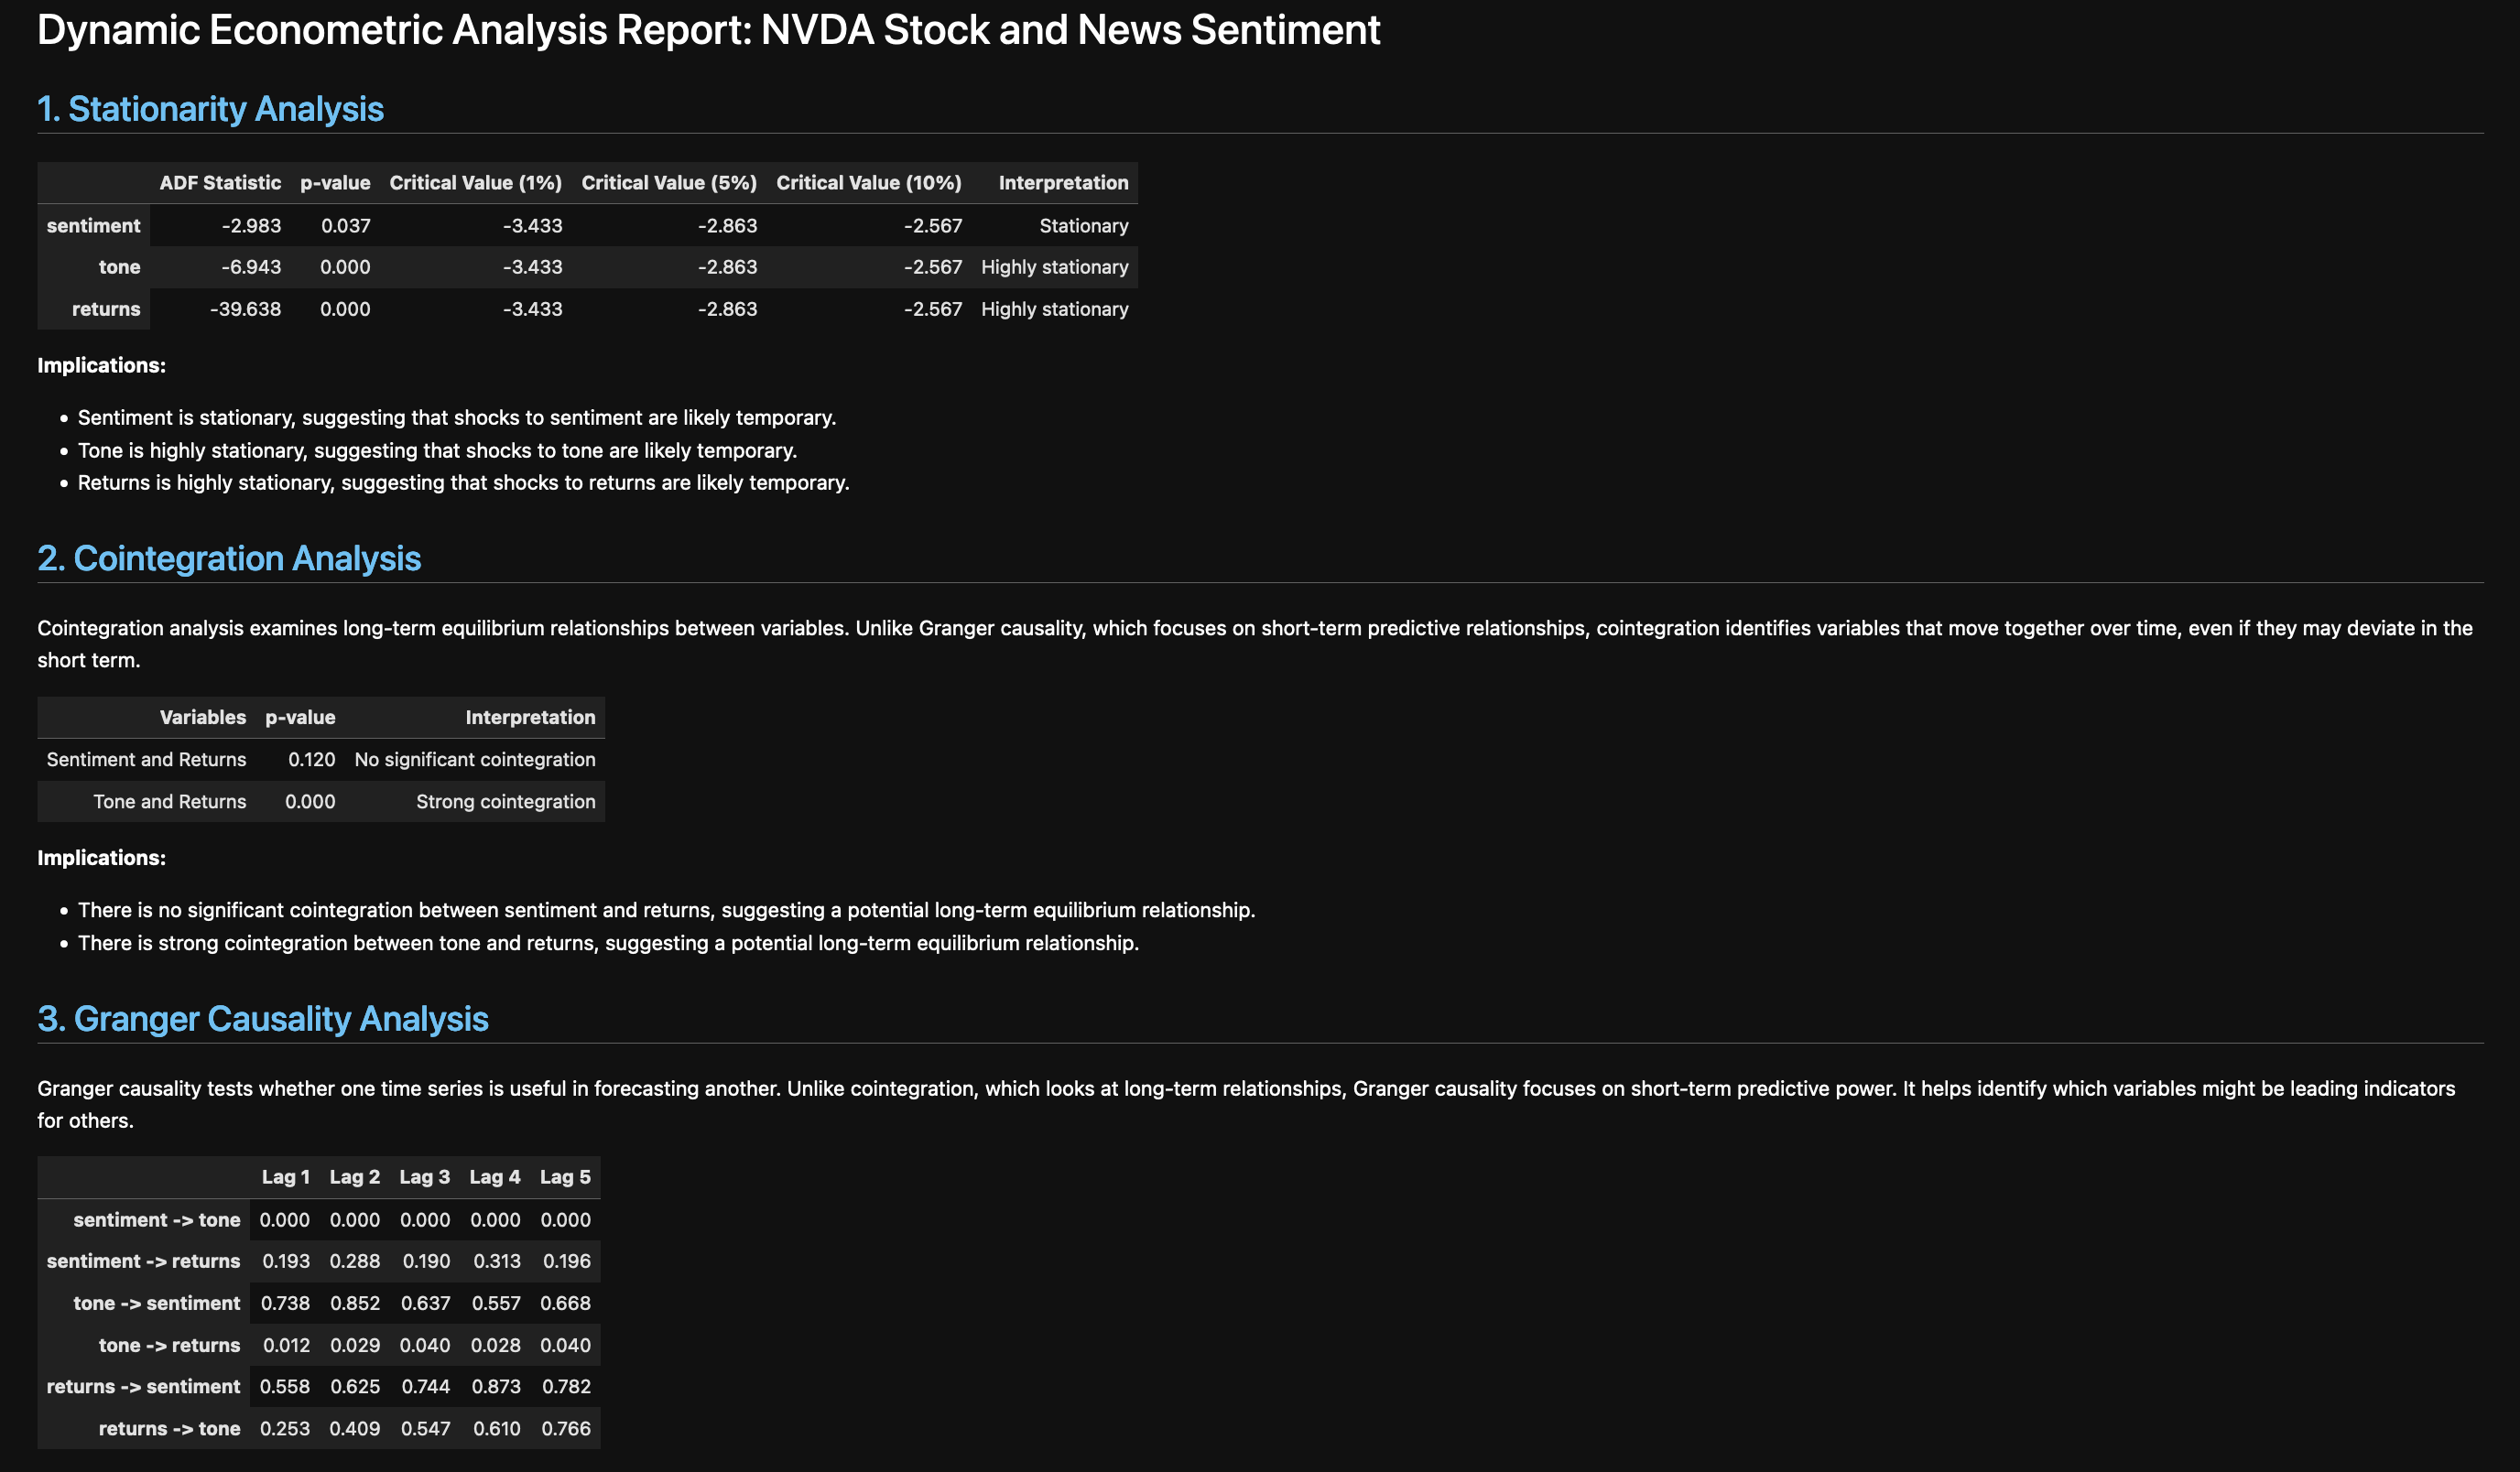 Dynamic Econometric Analysis Report: NVDA Stock and News Sentiment
1. Stationarity Analysis
ADF Statistic p-value Critical Value (1%) Critical Value (5%) Critical Value (10%) Interpretation
sentiment -2.983 0.037 -3.433 -2.863 -2.567 Stationary
tone -6.943 0.000 -3.433 -2.863 -2.567 Highly stationary
returns -39.638 0.000 -3.433 -2.863 -2.567 Highly stationary
Implications:
• Sentiment is stationary, suggesting that shocks to sentiment are likely temporary.
• Tone is highly stationary, suggesting that shocks to tone are likely temporary.
• Returns is highly stationary, suggesting that shocks to returns are likely temporary.
2. Cointegration Analysis
Cointegration analysis examines long-term equilibrium relationships between variables. Unlike Granger causality, which focuses on short-term predictive relationships, cointegration identifies variables that move together over time, even if they may deviate in the
short term.
Variables p-value Interpretation
Sentiment and Returns 0.120 No significant cointegration
Tone and Returns 0.000 Strong cointegration
Implications:
• There is no significant cointegration between sentiment and returns, suggesting a potential long-term equilibrium relationship.
• There is strong cointegration between tone and returns, suggesting a potential long-term equilibrium relationship.
3. Granger Causality Analysis
Granger causality tests whether one time series is useful in forecasting another. Unlike cointegration, which looks at long-term relationships, Granger causality focuses on short-term predictive power. It helps identify which variables might be leading indicators
for others.
Lag 1 Lag 2 Lag 3 Lag 4 Lag 5
sentiment -> tone 0.000 0.000 0.000 0.000 0.000
sentiment -> returns 0.193 0.288 0.190 0.313 0.196
tone -> sentiment 0.738 0.852 0.637 0.557 0.668
tone -> returns 0.012 0.029 0.040 0.028 0.040
returns -> sentiment 0.558 0.625 0.744 0.873 0.782
returns -> tone 0.253 0.409 0.547 0.610 0.766